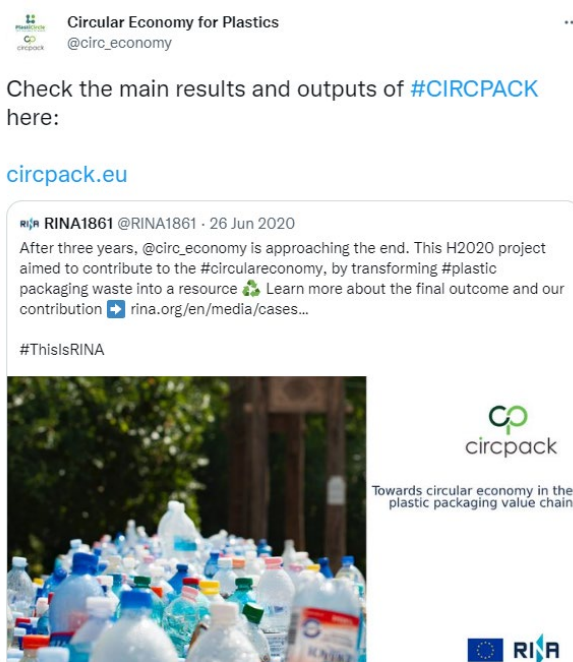 Circular Economy for Plastics
@circ_economy
Check the main results and outputs of #CIRCPACK
here:
circpack.eu
RINA1861 @RINA1861 · 26 Jun 2020
After three years, @circ_economy is approaching the end. This H2020 project
aimed to contribute to the #circulareconomy, by transforming #plastic
packaging waste into a resource ♻ Learn more about the final outcome and our
contribution ➡ rina.org/en/media/cases...
#ThisIsRINA
cp
circpack
Towards circular economy in the
plastic packaging value chain
RINA